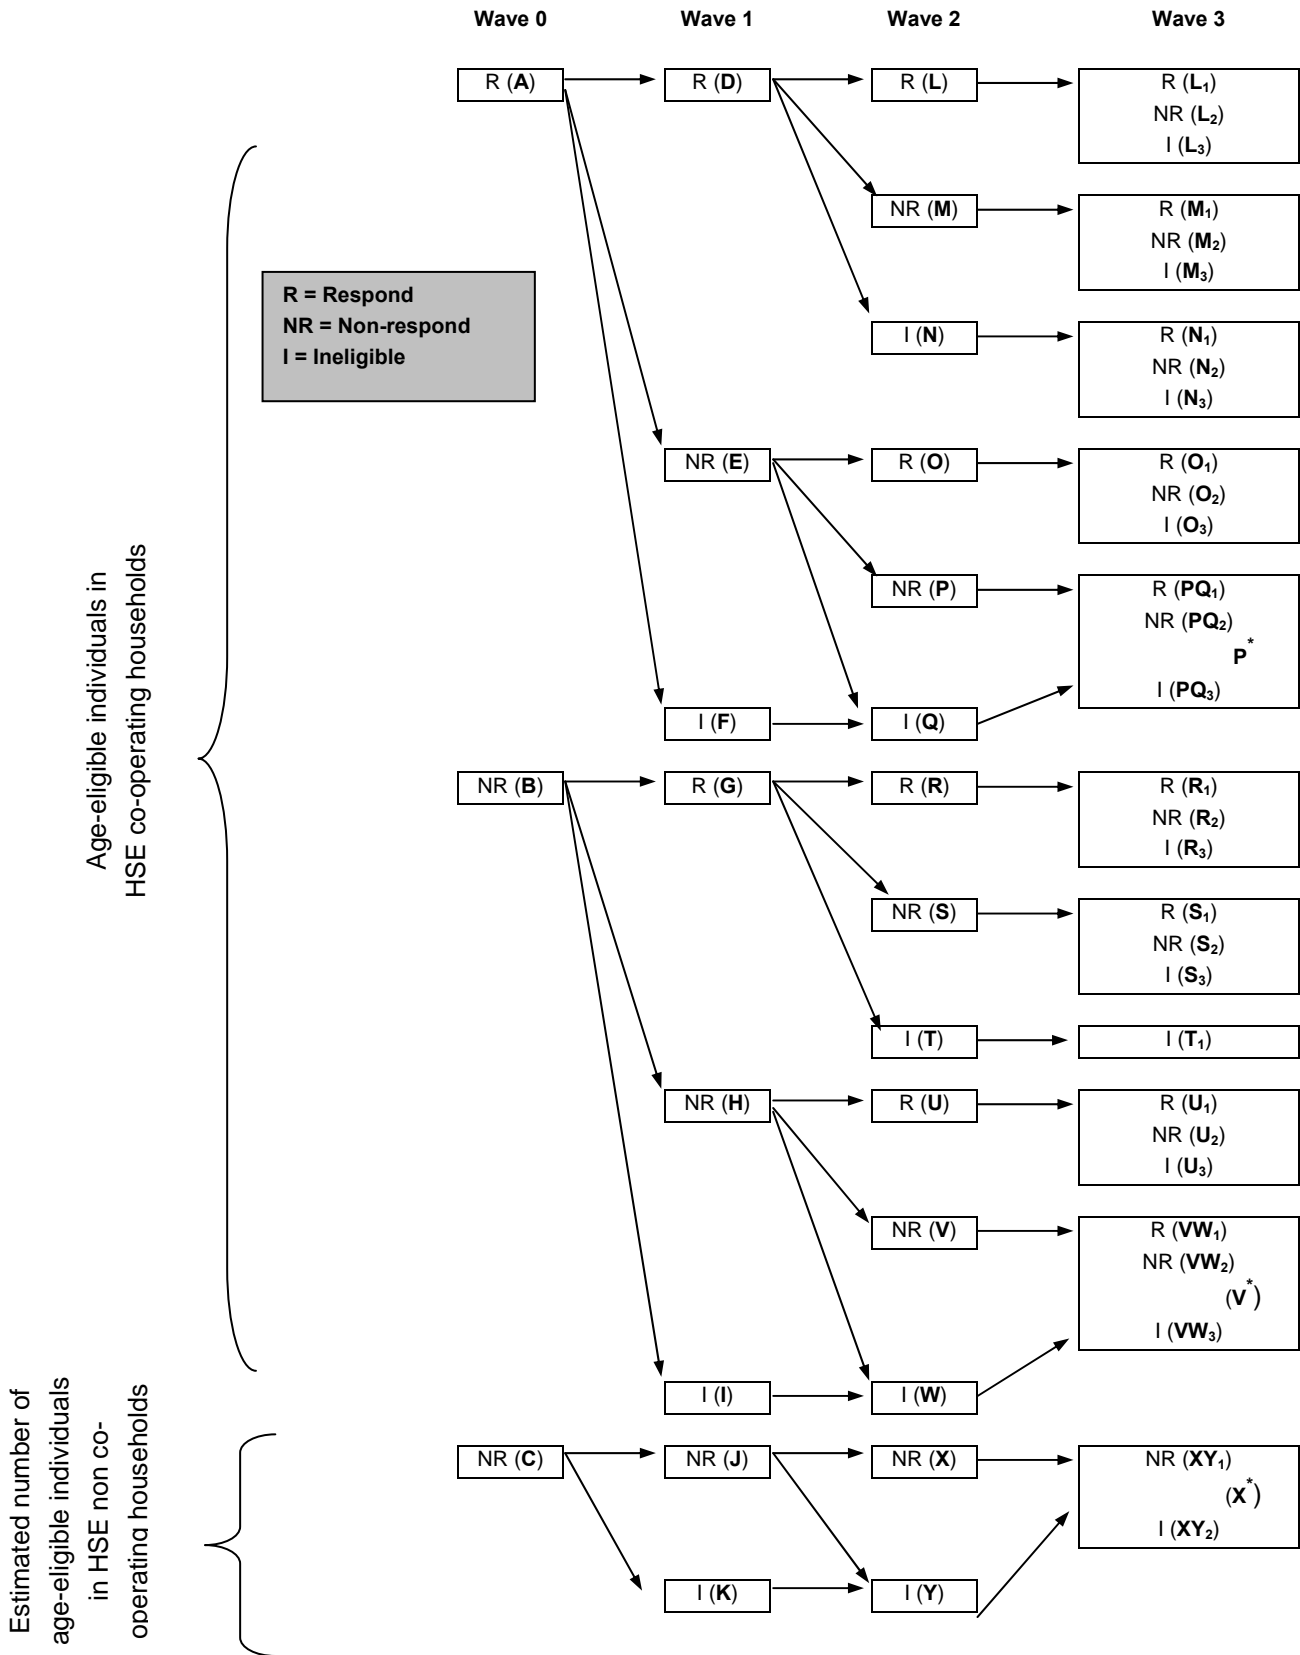 Wave 0 Wave 1 Wave 2 Wave 3
R (A) R (D) R (L) R (L₁)
NR (L₂)
I (L₃)
NR (M) R (M₁)
NR (M₂)
I (M₃)
R = Respond
NR = Non-respond
I = Ineligible
I (N) R (N₁)
NR (N₂)
I (N₃)
NR (E) R (O) R (O₁)
NR (O₂)
I (O₃)
NR (P) R (PQ₁)
NR (PQ₂)
P*
I (PQ₃)
I (F) I (Q)
Age-eligible individuals in
HSE co-operating households
NR (B) R (G) R (R) R (R₁)
NR (R₂)
I (R₃)
NR (S) R (S₁)
NR (S₂)
I (S₃)
I (T) I (T₁)
NR (H) R (U) R (U₁)
NR (U₂)
I (U₃)
NR (V) R (VW₁)
NR (VW₂)
(V*)
I (VW₃)
I (I) I (W)
Estimated number of
age-eligible individuals
in HSE non co-
operating households
NR (C) NR (J) NR (X) NR (XY₁)
(X*)
I (XY₂)
I (K) I (Y)